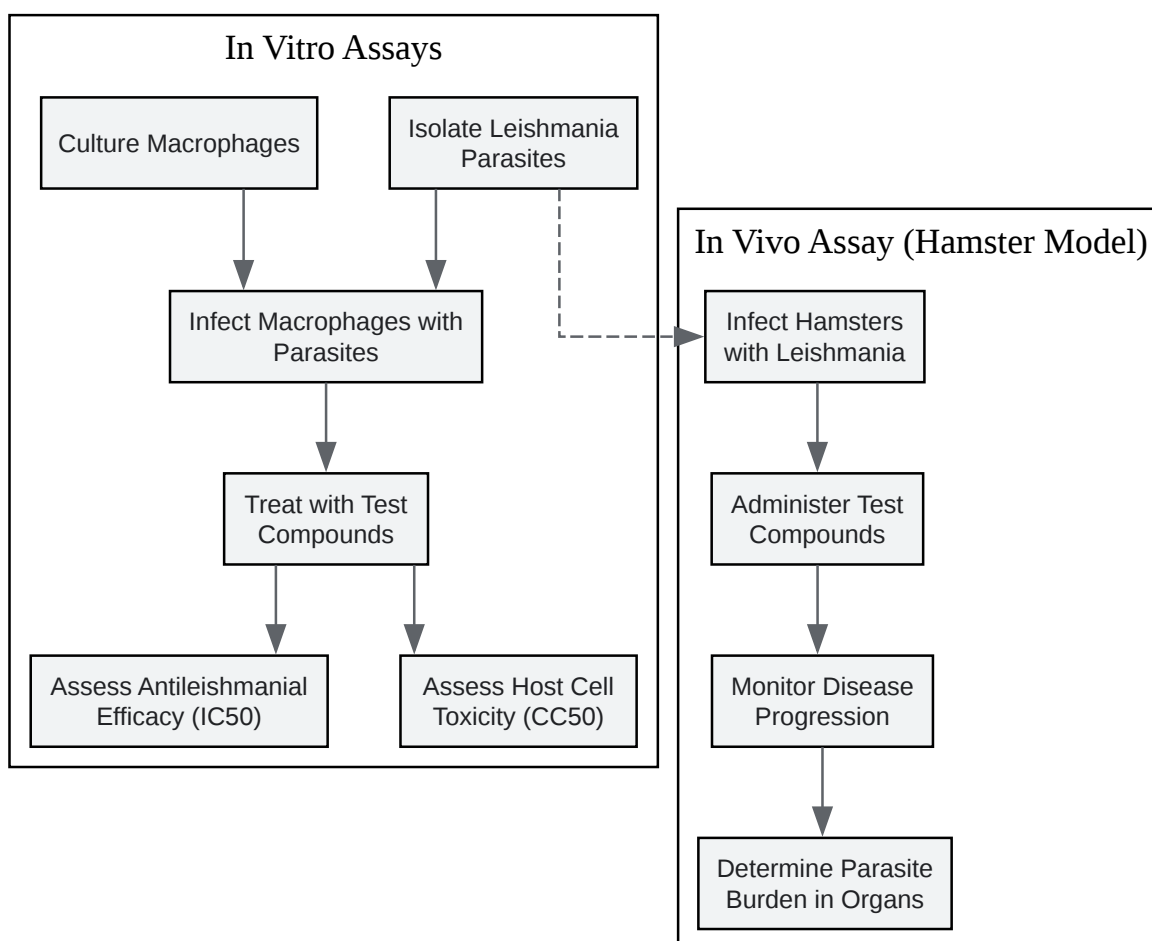 In Vitro Assays
Culture Macrophages
Isolate Leishmania
Parasites
Infect Macrophages with
Parasites
Treat with Test
Compounds
Assess Antileishmanial
Efficacy (IC50)
Assess Host Cell
Toxicity (CC50)
In Vivo Assay (Hamster Model)
Infect Hamsters
with Leishmania
Administer Test
Compounds
Monitor Disease
Progression
Determine Parasite
Burden in Organs